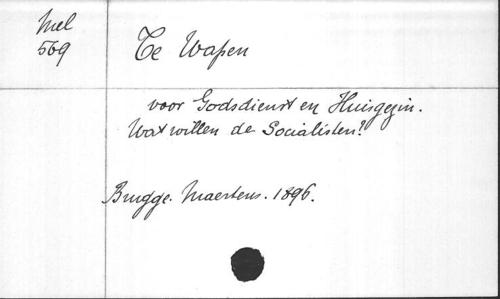 Mel
569
Te Wapen
voor Godsdienst en Huisgezin.
Wat willen de Socialisten?
Brugge. Maertens. 1896.